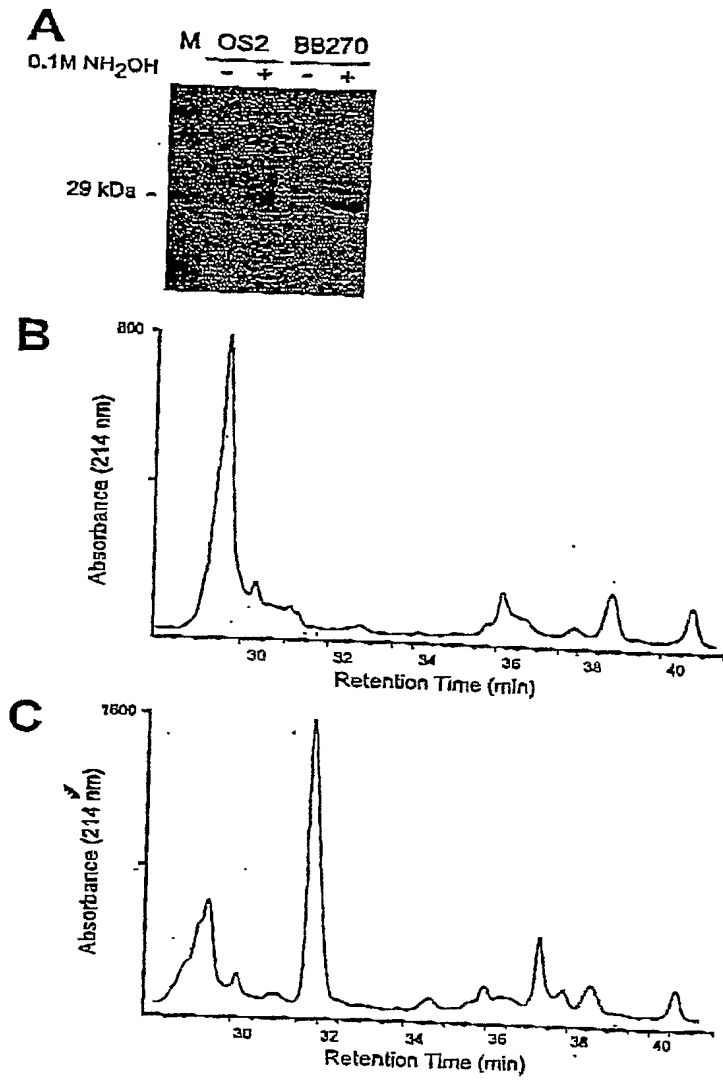 A
M OS2 BB270
0.1M NH2OH - + - +
29 kDa -
B
800
Absorbance (214 nm)
30 32 34 36 38 40
Retention Time (min)
C
1600
Absorbance (214 nm)
30 32 34 36 38 40
Retention Time (min)